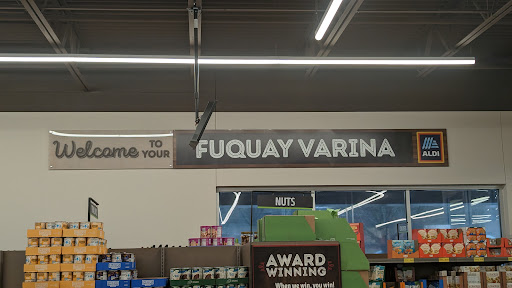 Welcome TO YOUR FUQUAY VARINA
ALDI
NUTS
AWARD
WINNING
When we win, you win!